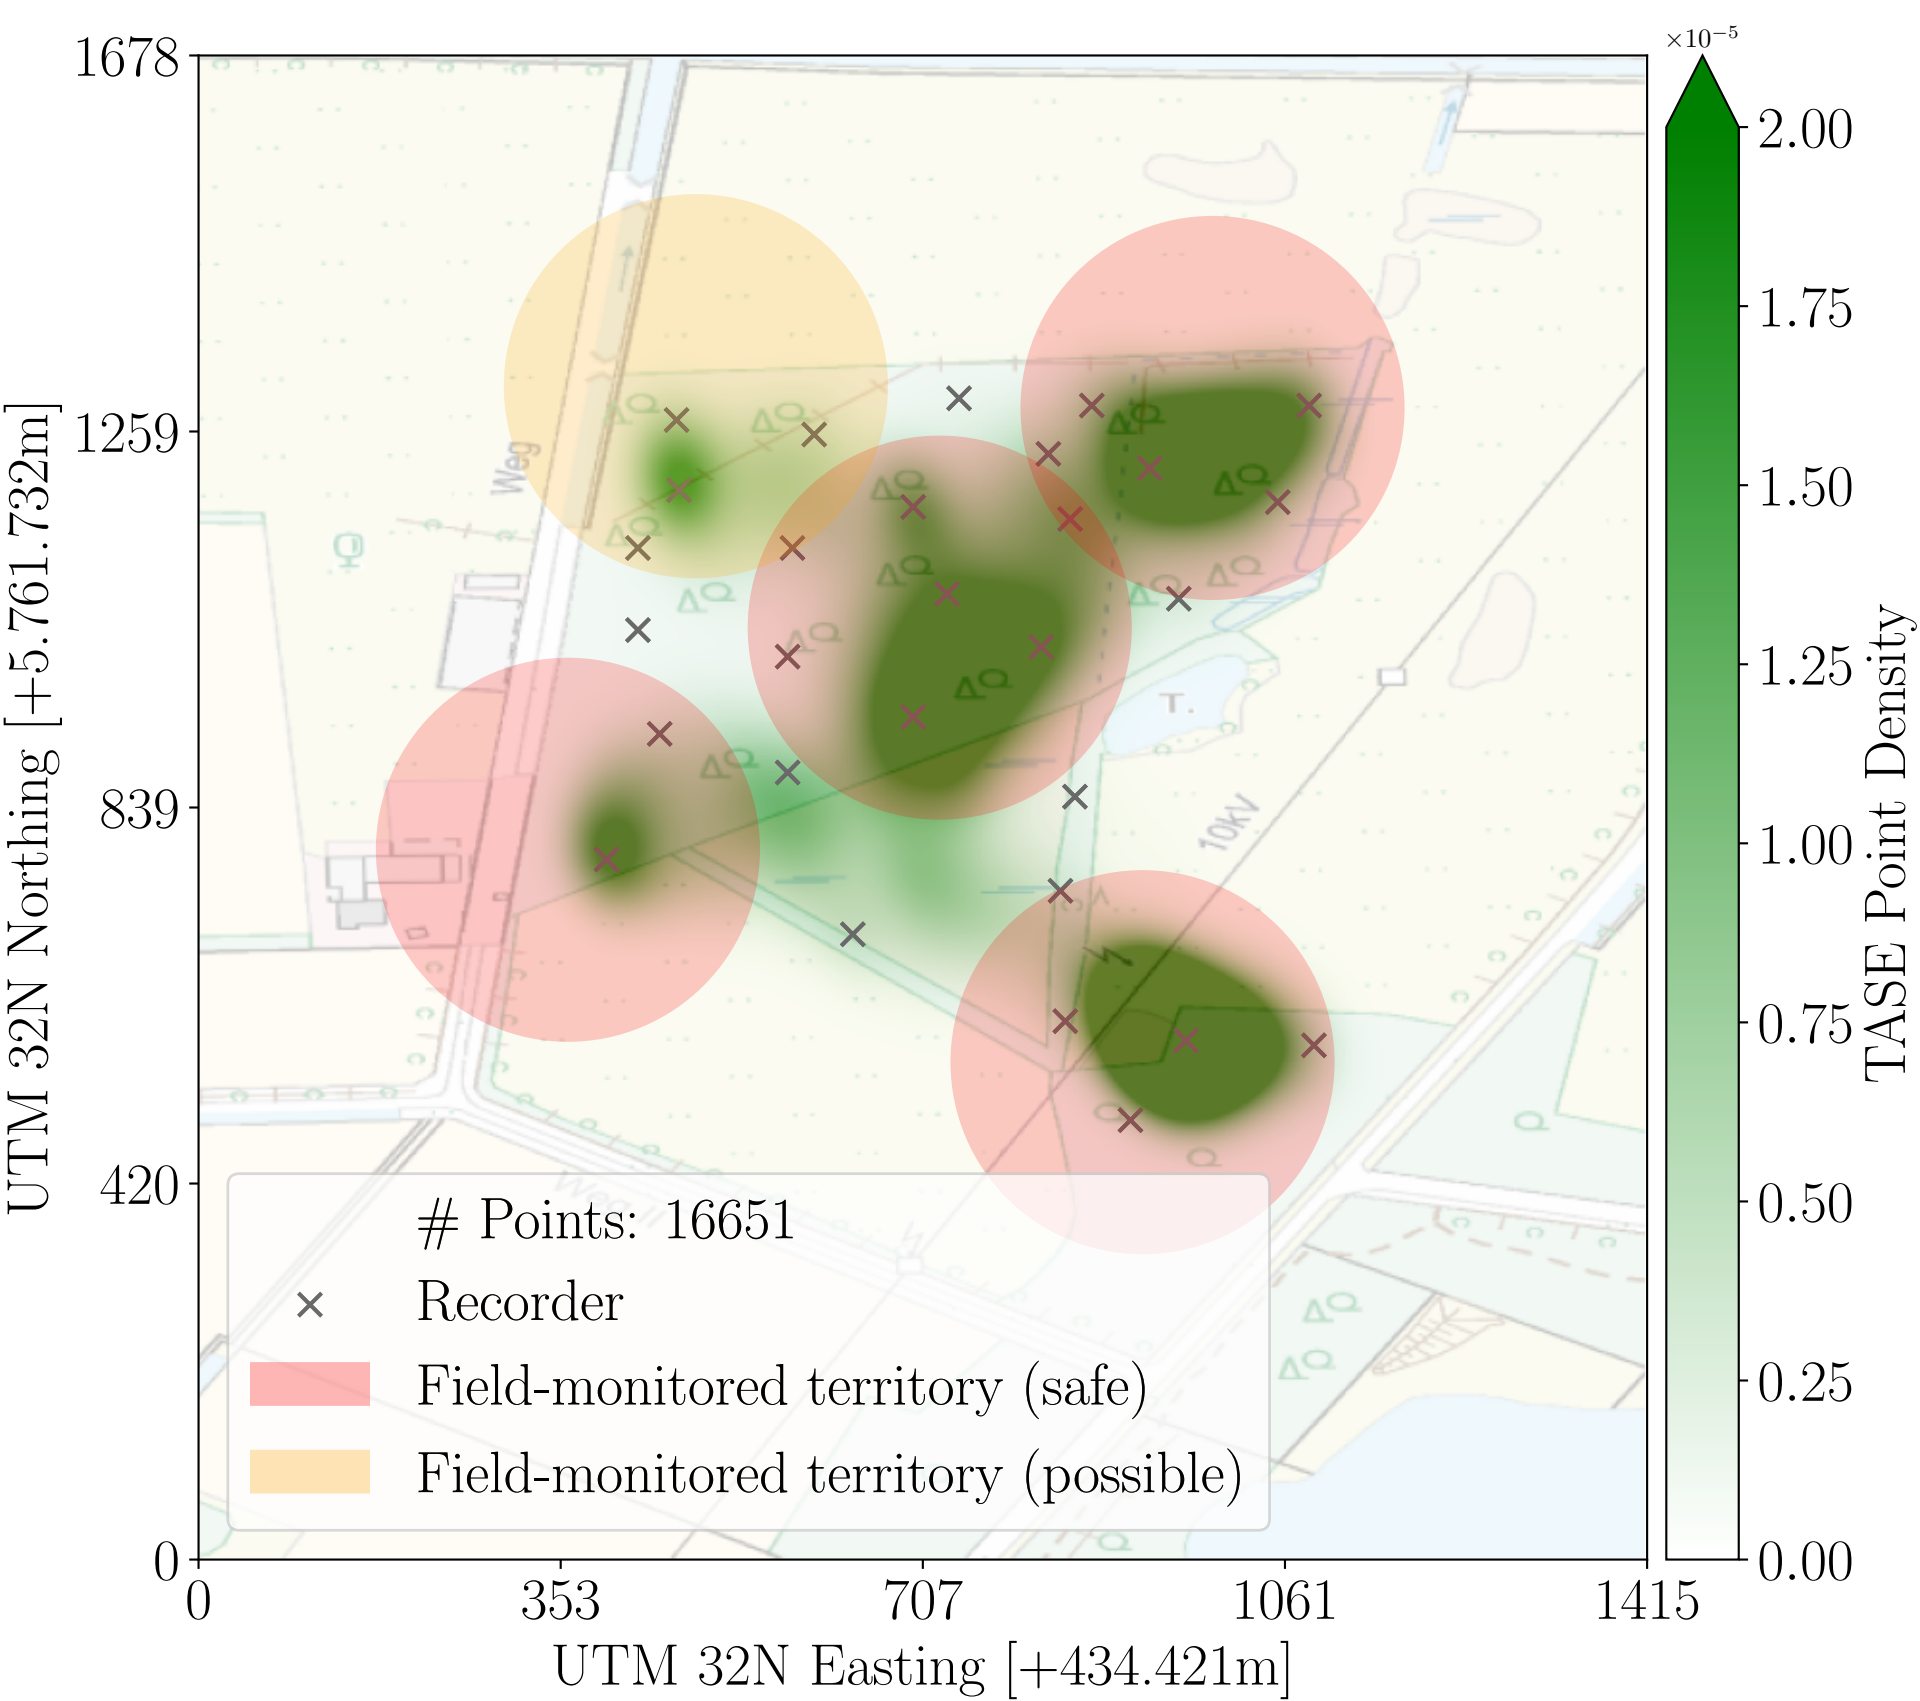 ×10⁻⁵
1678
1259
839
420
0
UTM 32N Northing [+5.761.732m]
0
353
707
1061
1415
UTM 32N Easting [+434.421m]
2.00
1.75
1.50
1.25
1.00
0.75
0.50
0.25
0.00
TASE Point Density
Weg
T.
10kV
Weg
# Points: 16651
Recorder
Field-monitored territory (safe)
Field-monitored territory (possible)